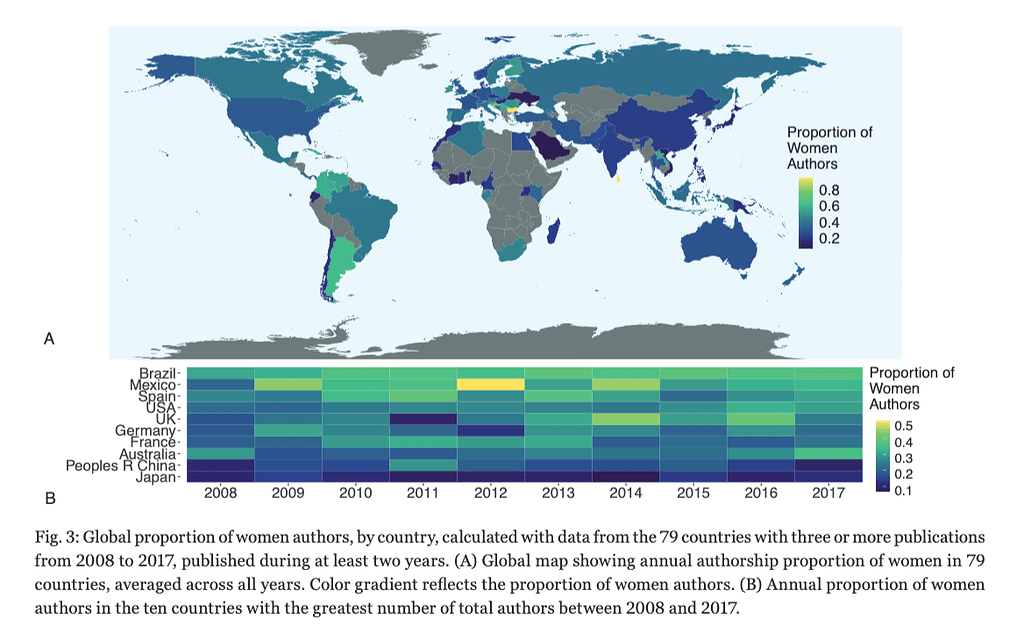 Proportion of
Women
Authors
0.8
0.6
0.4
0.2
A
Brazil
Mexico
Spain
USA
UK
Germany
France
Australia
Peoples R China
Japan
2008 2009 2010 2011 2012 2013 2014 2015 2016 2017
Proportion of
Women
Authors
0.5
0.4
0.3
0.2
0.1
B
Fig. 3: Global proportion of women authors, by country, calculated with data from the 79 countries with three or more publications
from 2008 to 2017, published during at least two years. (A) Global map showing annual authorship proportion of women in 79
countries, averaged across all years. Color gradient reflects the proportion of women authors. (B) Annual proportion of women
authors in the ten countries with the greatest number of total authors between 2008 and 2017.